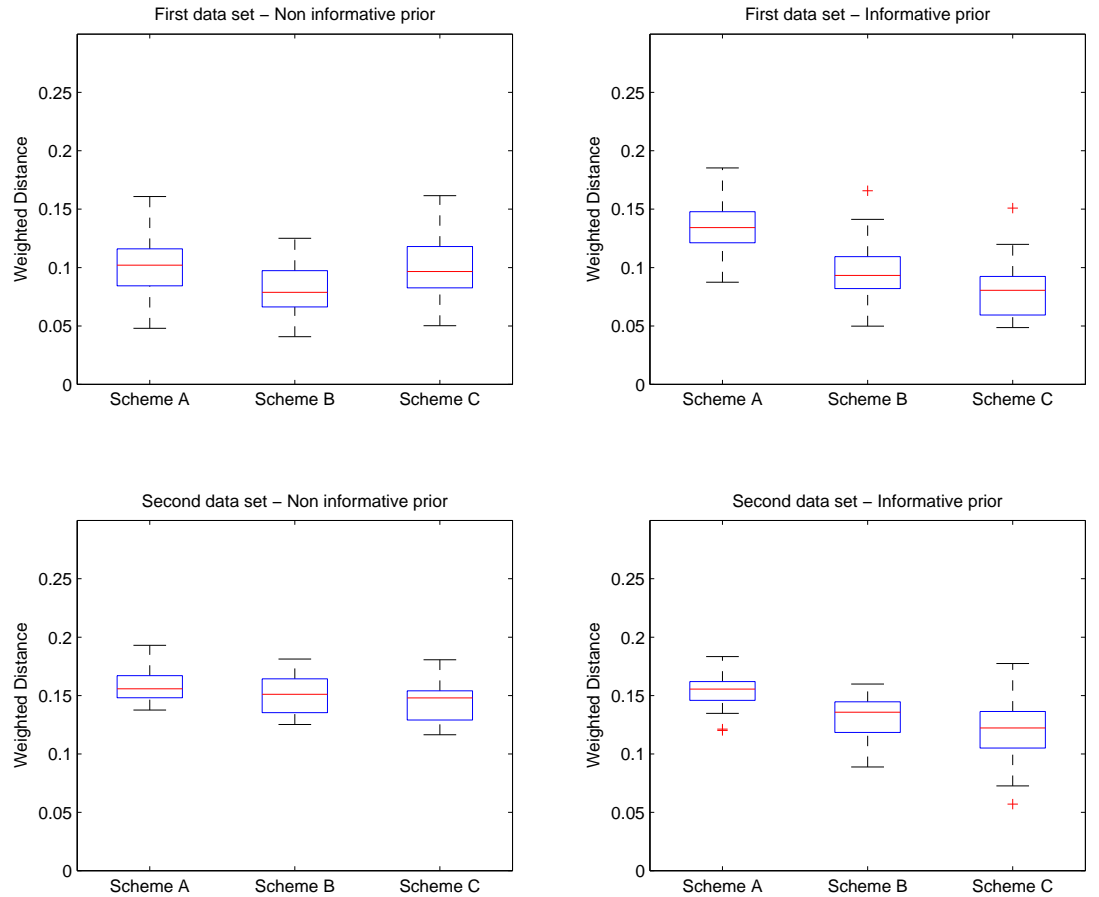 First data set – Non informative prior
Weighted Distance
0.25
0.2
0.15
0.1
0.05
0
Scheme A Scheme B Scheme C
First data set – Informative prior
Weighted Distance
0.25
0.2
0.15
0.1
0.05
0
Scheme A Scheme B Scheme C
Second data set – Non informative prior
Weighted Distance
0.25
0.2
0.15
0.1
0.05
0
Scheme A Scheme B Scheme C
Second data set – Informative prior
Weighted Distance
0.25
0.2
0.15
0.1
0.05
0
Scheme A Scheme B Scheme C